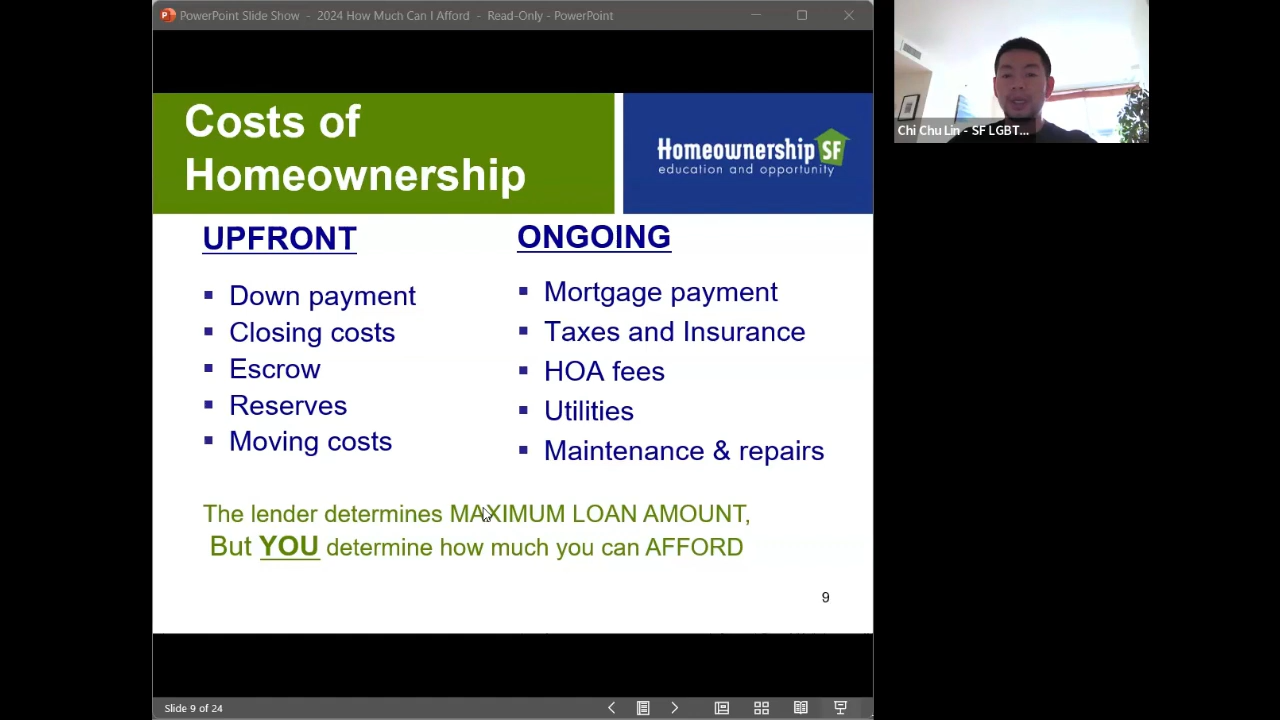 PowerPoint Slide Show - 2024 How Much Can I Afford - Read-Only - PowerPoint
Costs of
Homeownership
Homeownership SF
education and opportunity
UPFRONT
▪ Down payment
▪ Closing costs
▪ Escrow
▪ Reserves
▪ Moving costs
ONGOING
▪ Mortgage payment
▪ Taxes and Insurance
▪ HOA fees
▪ Utilities
▪ Maintenance & repairs
The lender determines MAXIMUM LOAN AMOUNT,
But YOU determine how much you can AFFORD
9
Slide 9 of 24
Chi Chu Lin - SF LGBT...